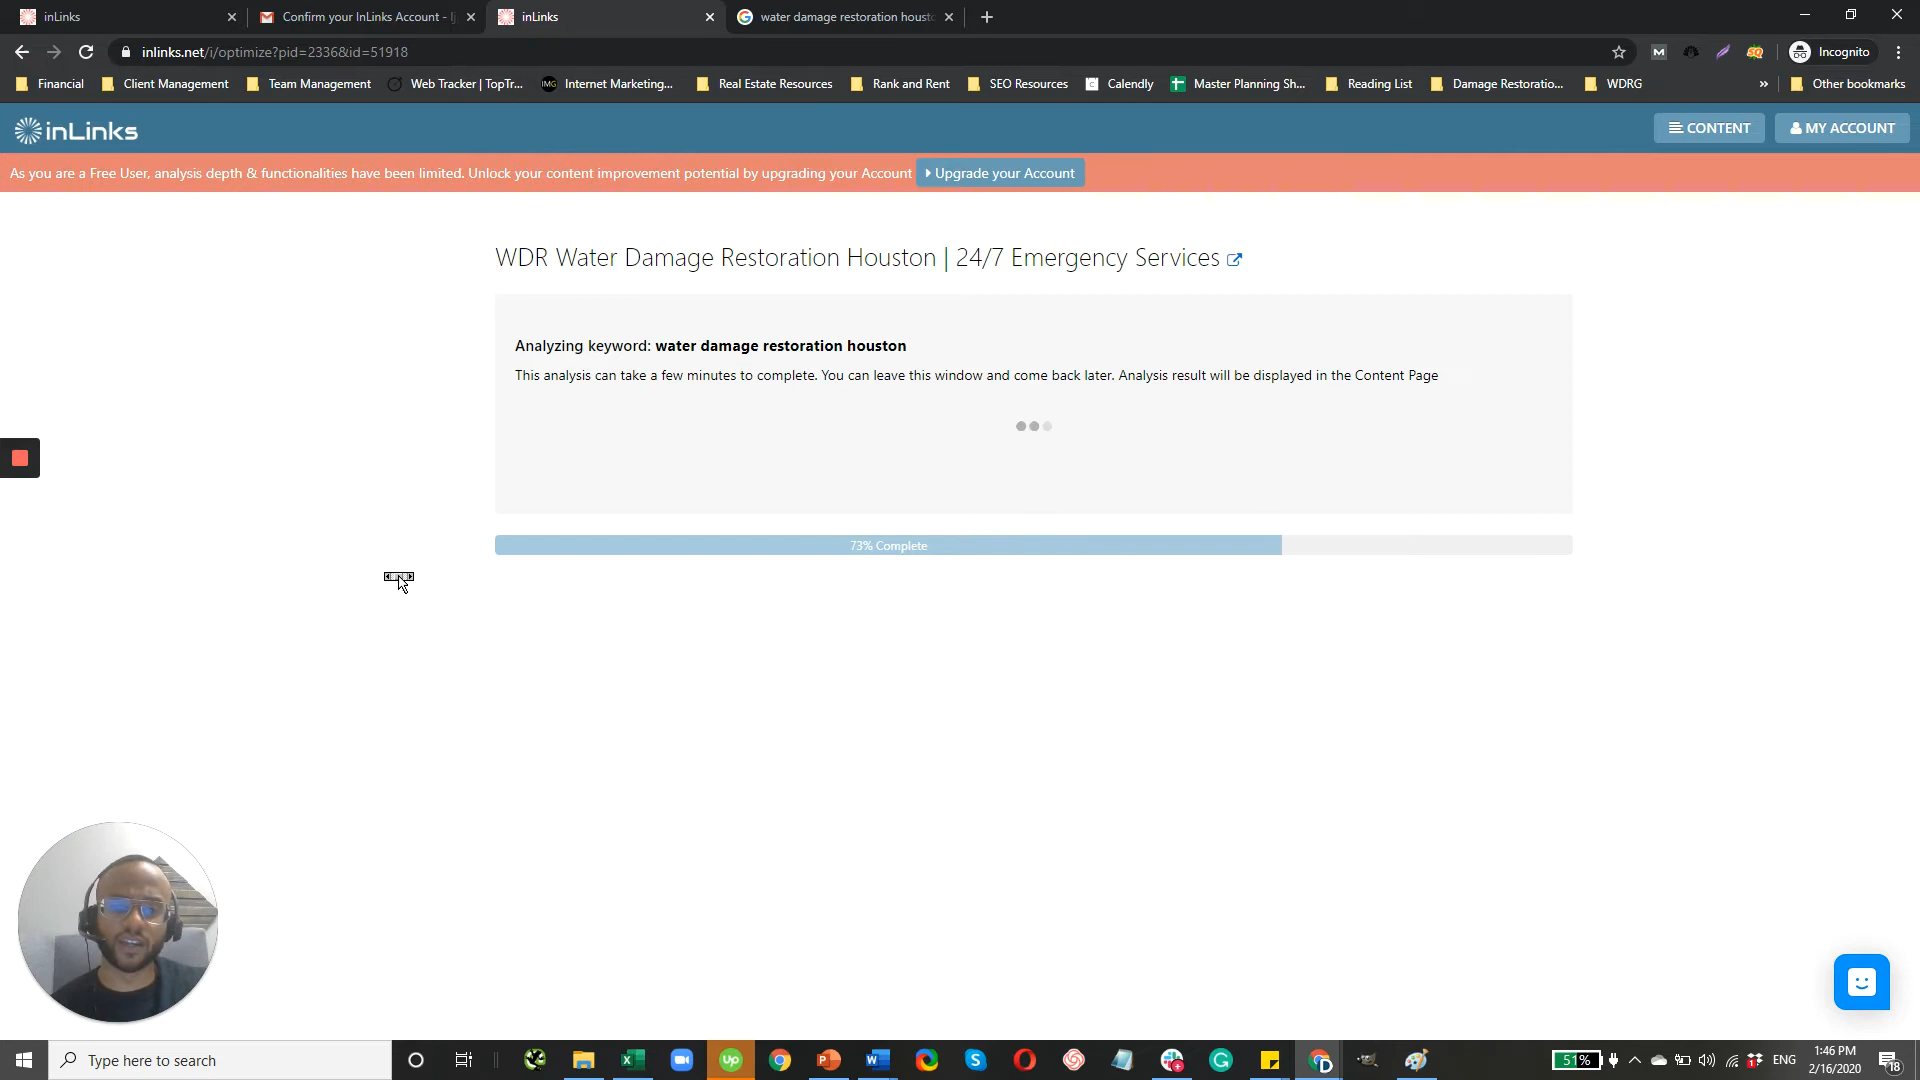 inLinks
Confirm your InLinks Account - lj
inLinks
water damage restoration housto
inlinks.net/i/optimize?pid=2336&id=51918
Incognito
Financial
Client Management
Team Management
Web Tracker | TopTr...
Internet Marketing...
Real Estate Resources
Rank and Rent
SEO Resources
Calendly
Master Planning Sh...
Reading List
Damage Restoratio...
WDRG
»
Other bookmarks
inLinks
CONTENT
MY ACCOUNT
As you are a Free User, analysis depth & functionalities have been limited. Unlock your content improvement potential by upgrading your Account
Upgrade your Account
WDR Water Damage Restoration Houston | 24/7 Emergency Services
Analyzing keyword: water damage restoration houston
This analysis can take a few minutes to complete. You can leave this window and come back later. Analysis result will be displayed in the Content Page
73% Complete
Type here to search
51%
ENG
1:46 PM
2/16/2020
18